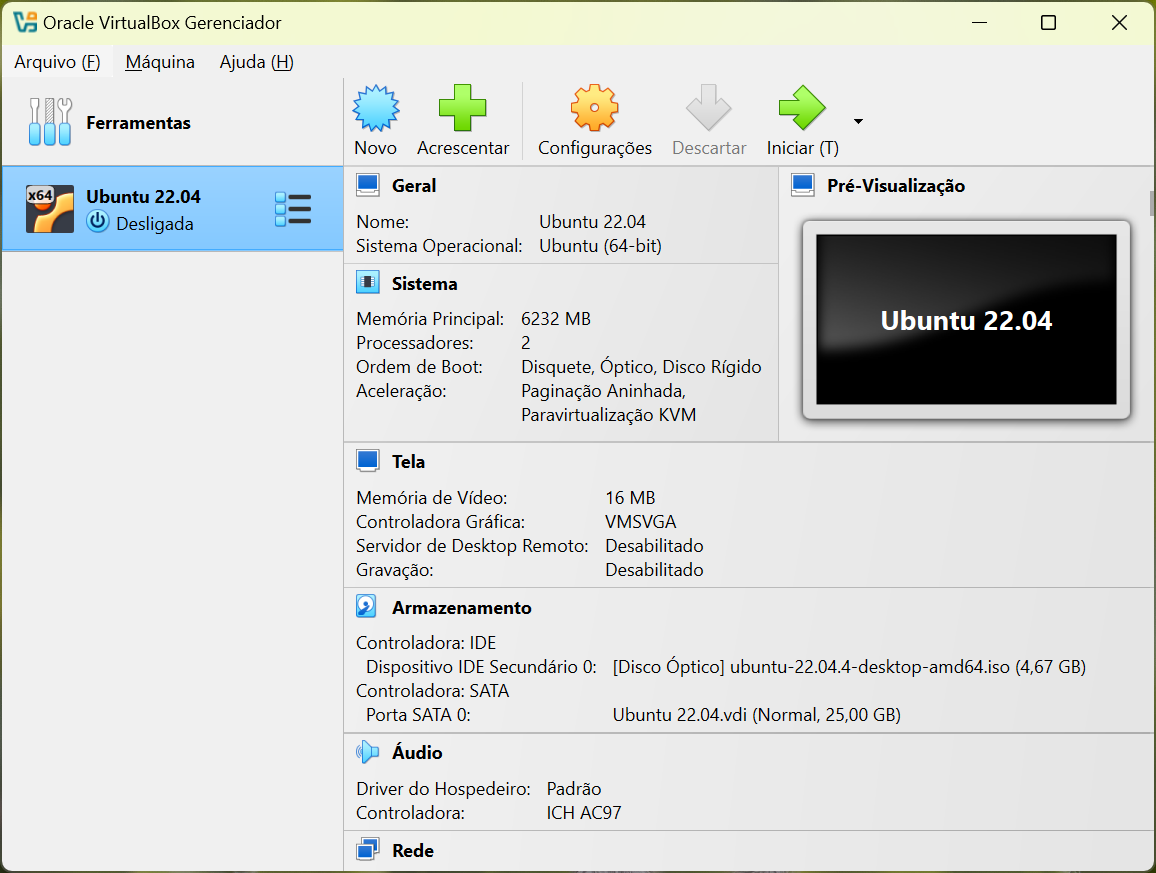 Oracle VirtualBox Gerenciador
Arquivo (F) Máquina Ajuda (H)
Ferramentas
Novo Acrescentar Configurações Descartar Iniciar (T)
x64
Ubuntu 22.04
Desligada
Geral
Nome: Ubuntu 22.04
Sistema Operacional: Ubuntu (64-bit)
Pré-Visualização
Ubuntu 22.04
Sistema
Memória Principal: 6232 MB
Processadores: 2
Ordem de Boot: Disquete, Óptico, Disco Rígido
Aceleração: Paginação Aninhada,
Paravirtualização KVM
Tela
Memória de Vídeo: 16 MB
Controladora Gráfica: VMSVGA
Servidor de Desktop Remoto: Desabilitado
Gravação: Desabilitado
Armazenamento
Controladora: IDE
Dispositivo IDE Secundário 0: [Disco Óptico] ubuntu-22.04.4-desktop-amd64.iso (4,67 GB)
Controladora: SATA
Porta SATA 0: Ubuntu 22.04.vdi (Normal, 25,00 GB)
Áudio
Driver do Hospedeiro: Padrão
Controladora: ICH AC97
Rede